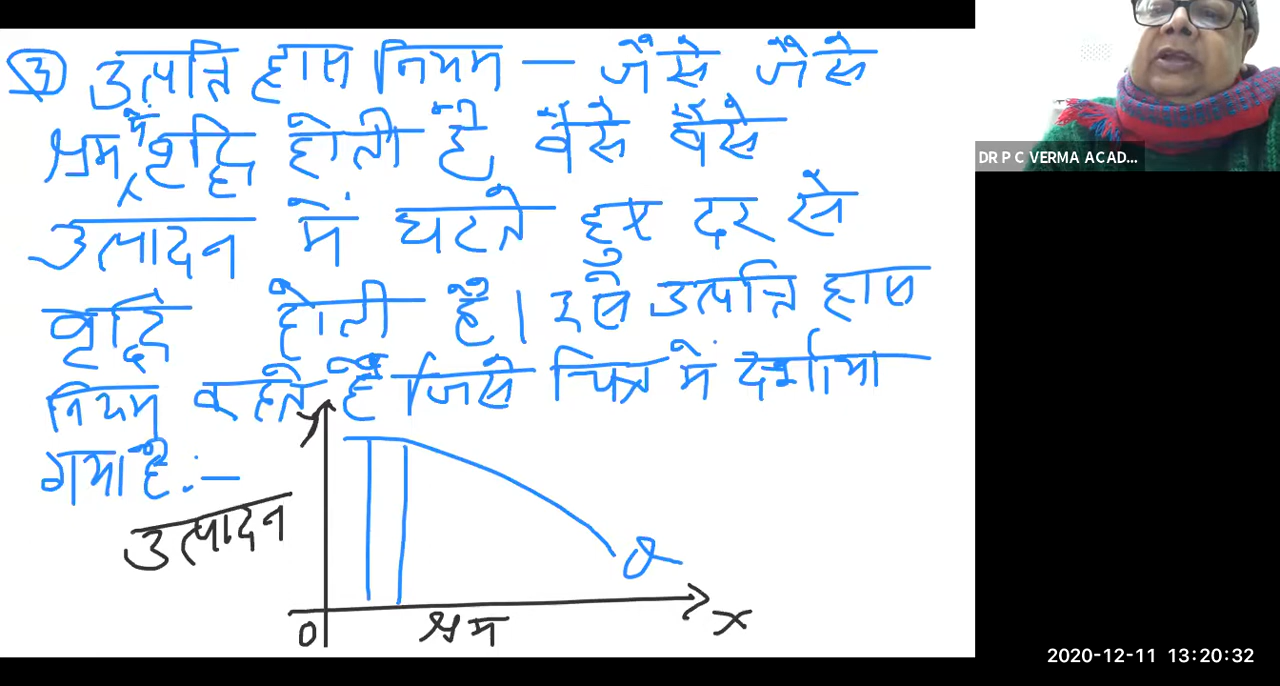 ③ उत्पत्ति ह्रास नियम — जैसे जैसे
श्रम में वृद्धि होती है वैसे वैसे
उत्पादन में घटते हुए दर से
वृद्धि होती है। इसे उत्पत्ति ह्रास
नियम कहते हैं जिसे चित्र में दर्शाया
गया है :—
Y
उत्पादन
Q
O
श्रम
X
DR P C VERMA ACAD...
2020-12-11 13:20:32